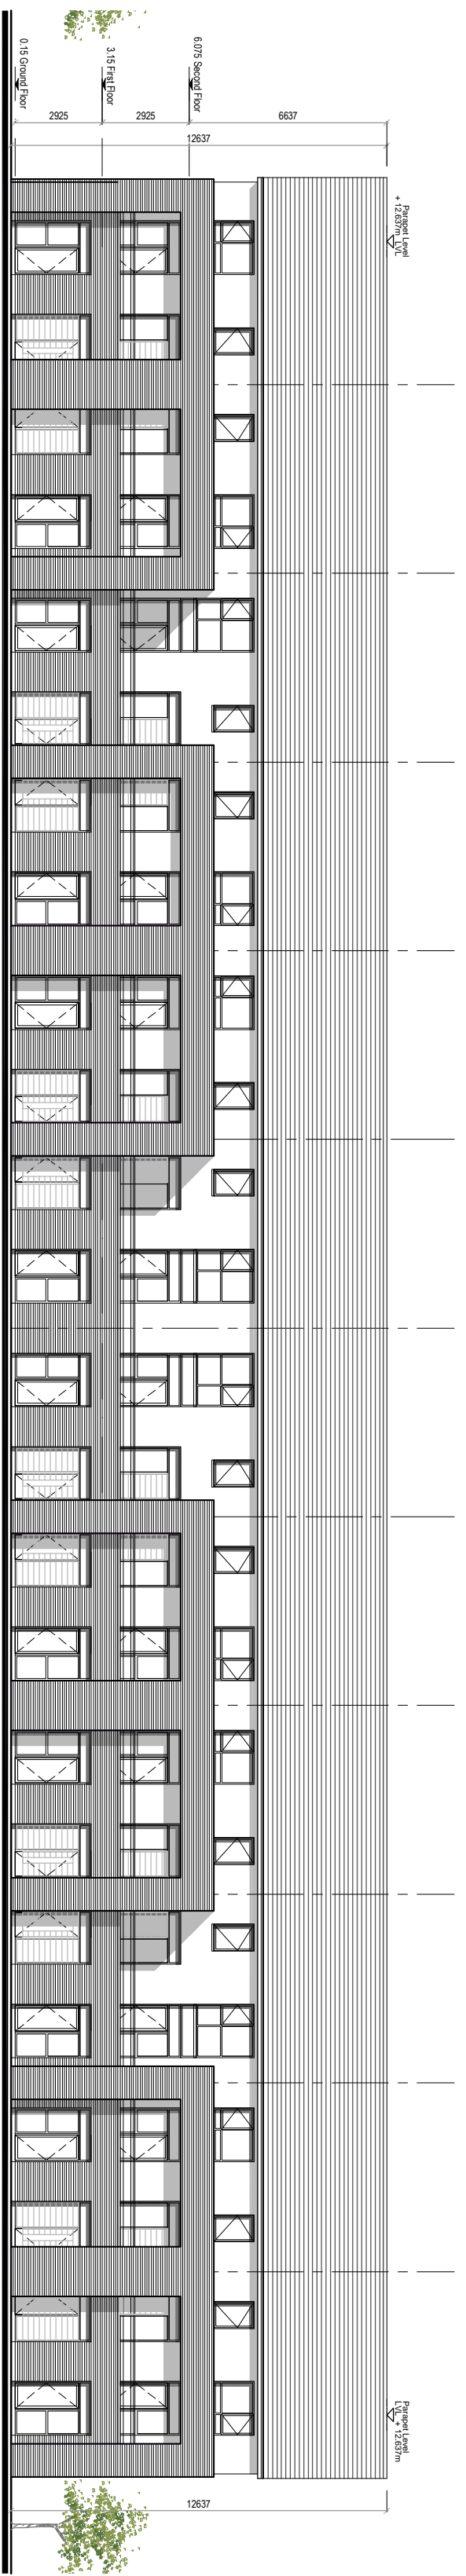 Parapet Level
+ 12.637m LVL
6637
12637
6.075 Second Floor
2925
3.15 First Floor
2925
0.15 Ground Floor
Parapet Level
LVL + 12.637m
12637